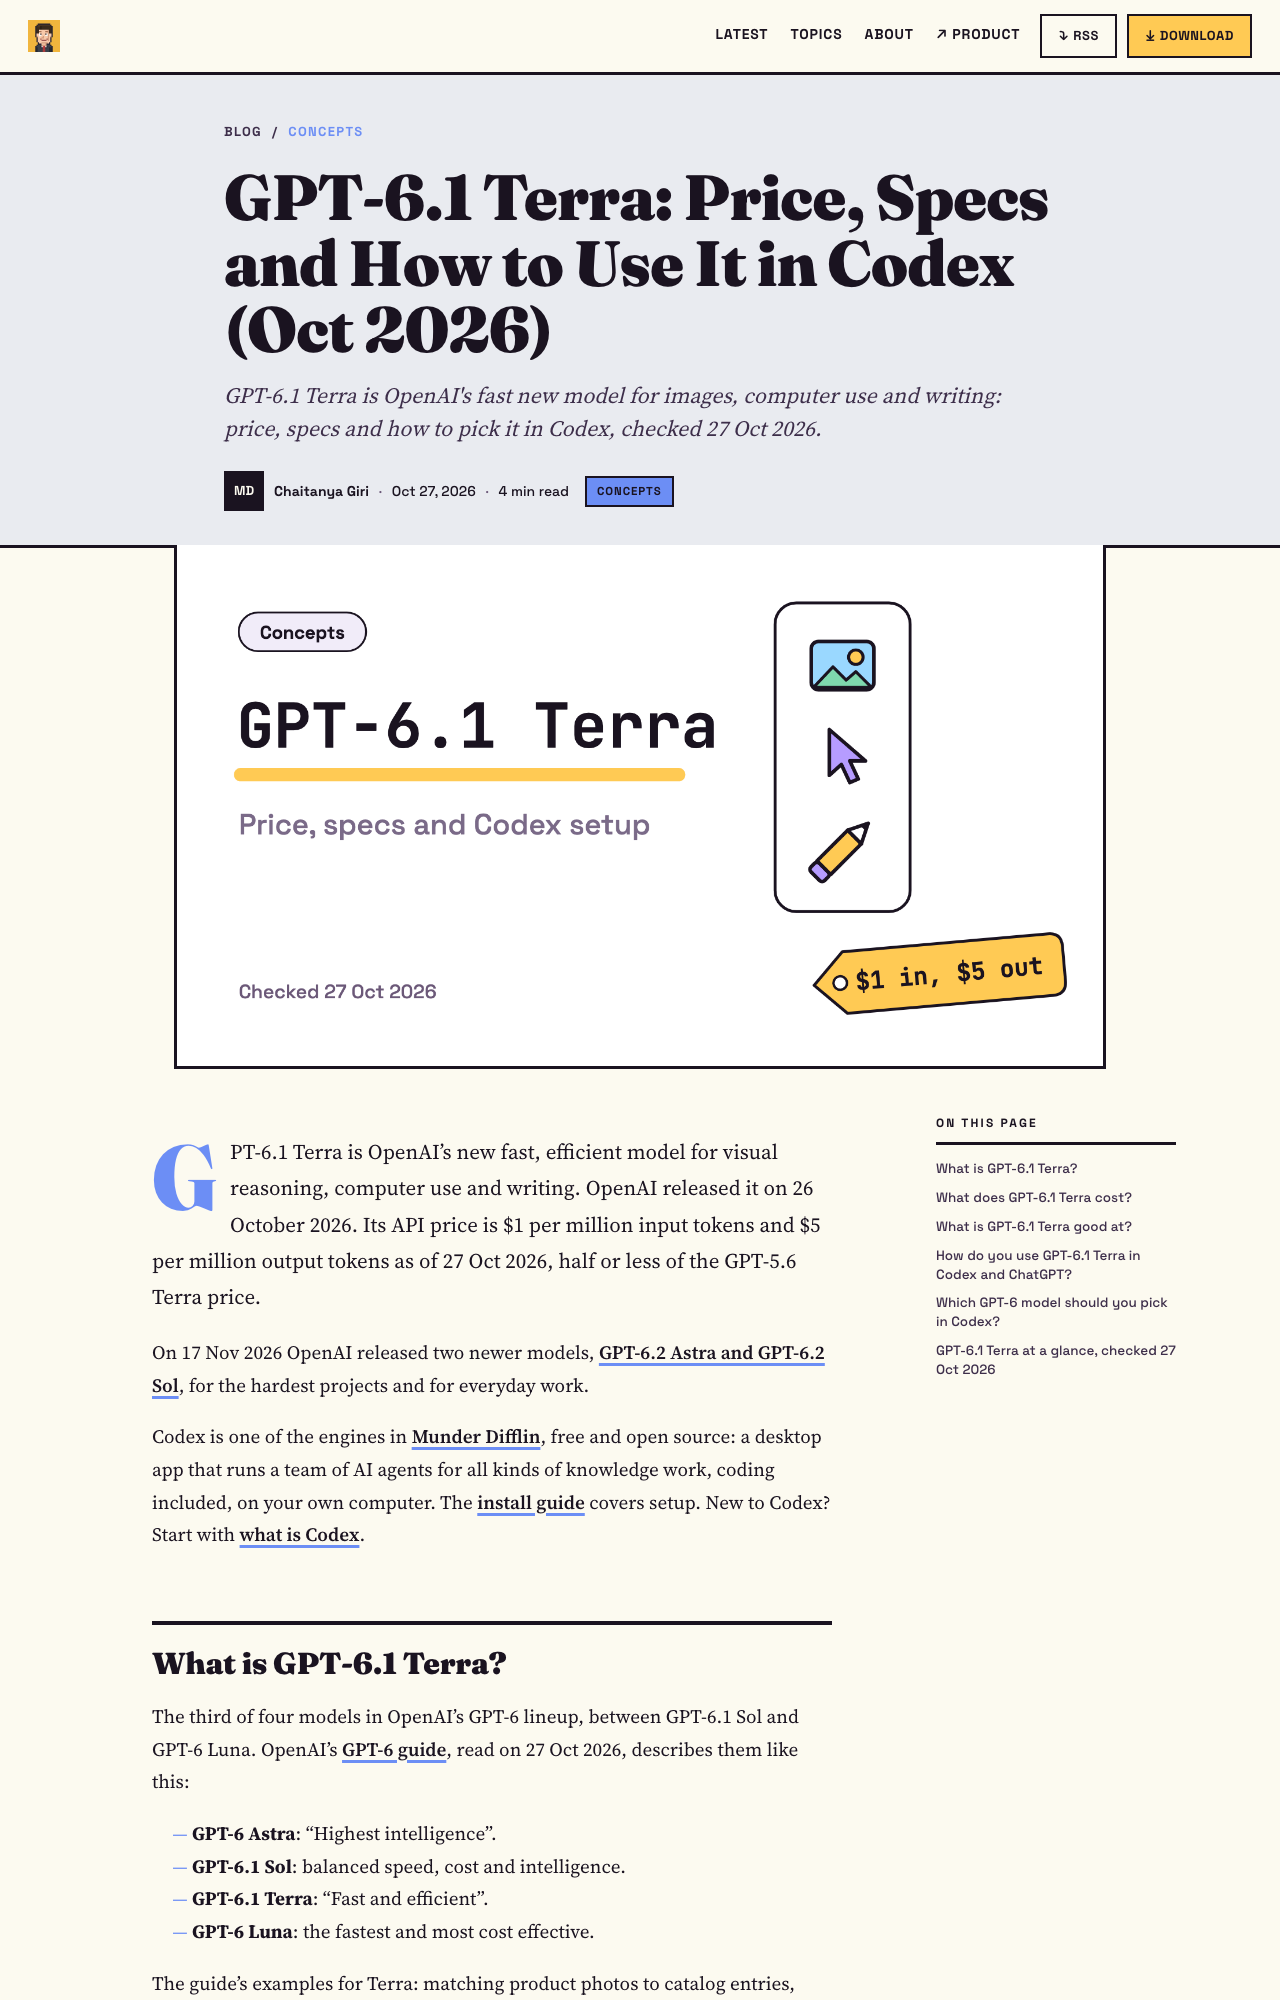 LATEST TOPICS ABOUT ↗ PRODUCT ⤵ RSS ⤓ DOWNLOAD
BLOG / CONCEPTS
GPT-6.1 Terra: Price, Specs
and How to Use It in Codex
(Oct 2026)
GPT-6.1 Terra is OpenAI's fast new model for images, computer use and writing:
price, specs and how to pick it in Codex, checked 27 Oct 2026.
MD Chaitanya Giri · Oct 27, 2026 · 4 min read CONCEPTS
Concepts
GPT-6.1 Terra
Price, specs and Codex setup
$1 in, $5 out
Checked 27 Oct 2026
GPT-6.1 Terra is OpenAI’s new fast, efficient model for visual
reasoning, computer use and writing. OpenAI released it on 26
October 2026. Its API price is $1 per million input tokens and $5
per million output tokens as of 27 Oct 2026, half or less of the GPT-5.6
Terra price.
On 17 Nov 2026 OpenAI released two newer models, GPT-6.2 Astra and GPT-6.2
Sol, for the hardest projects and for everyday work.
Codex is one of the engines in Munder Difflin, free and open source: a desktop
app that runs a team of AI agents for all kinds of knowledge work, coding
included, on your own computer. The install guide covers setup. New to Codex?
Start with what is Codex.
What is GPT-6.1 Terra?
The third of four models in OpenAI’s GPT-6 lineup, between GPT-6.1 Sol and
GPT-6 Luna. OpenAI’s GPT-6 guide, read on 27 Oct 2026, describes them like
this:
— GPT-6 Astra: “Highest intelligence”.
— GPT-6.1 Sol: balanced speed, cost and intelligence.
— GPT-6.1 Terra: “Fast and efficient”.
— GPT-6 Luna: the fastest and most cost effective.
The guide’s examples for Terra: matching product photos to catalog entries,
ON THIS PAGE
What is GPT-6.1 Terra?
What does GPT-6.1 Terra cost?
What is GPT-6.1 Terra good at?
How do you use GPT-6.1 Terra in
Codex and ChatGPT?
Which GPT-6 model should you pick
in Codex?
GPT-6.1 Terra at a glance, checked 27
Oct 2026